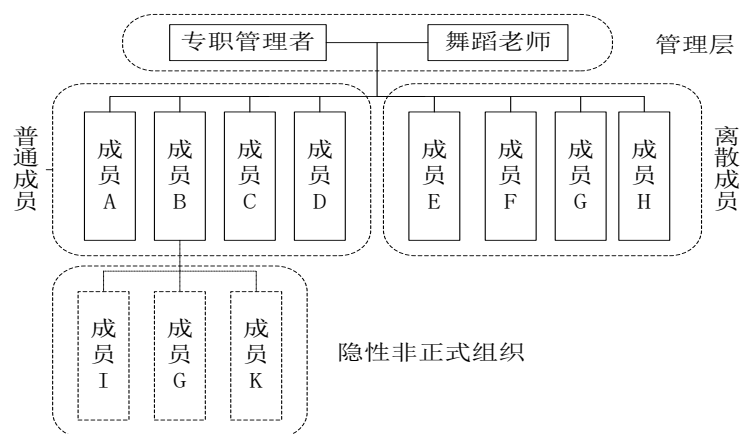 专职管理者
舞蹈老师
管理层
普通成员
成员A
成员B
成员C
成员D
成员E
成员F
成员G
成员H
离散成员
成员I
成员G
成员K
隐性非正式组织